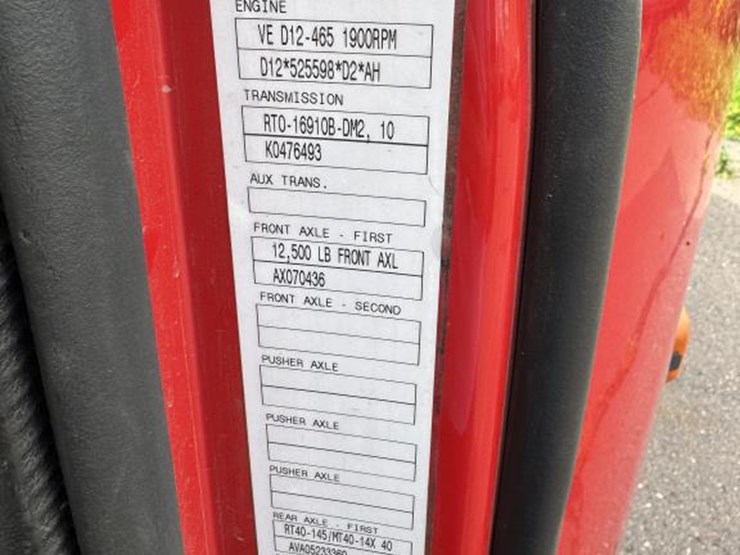 ENGINE
VE D12-465 1900RPM
D12*525598*D2*AH
TRANSMISSION
RTO-16910B-DM2, 10
K0476493
AUX TRANS.
FRONT AXLE - FIRST
12,500 LB FRONT AXL
AX070436
FRONT AXLE - SECOND
PUSHER AXLE
PUSHER AXLE
PUSHER AXLE
REAR AXLE - FIRST
RT40-145/MT40-14X 40
AVA05233360